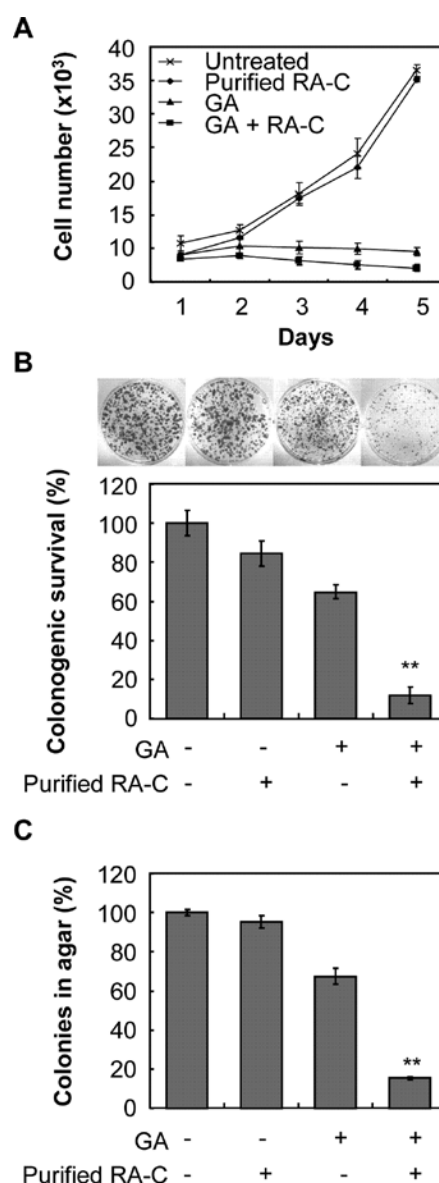 A
Cell number (x10³)
40
35
25
20
15
10
5
0
Untreated
Purified RA-C
GA
GA + RA-C
1 2 3 4 5
Days
B
Colonogenic survival (%)
120
100
80
60
40
20
0
**
GA - - + +
Purified RA-C - + - +
C
Colonies in agar (%)
120
100
80
60
40
20
0
**
GA - - + +
Purified RA-C - + - +